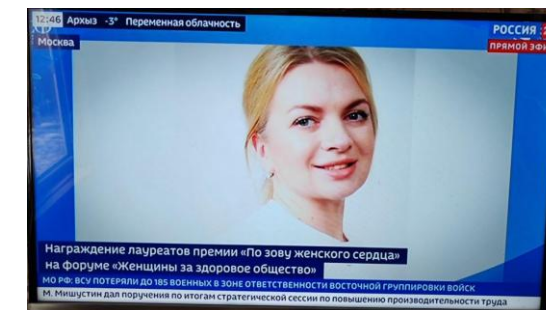 12:46 Архыз -3° Переменная облачность
РОССИЯ
Москва
ПРЯМОЙ
Награждение лауреатов премии «По зову женского сердца»
на форуме «Женщины за здоровое общество»
МО РФ: ВСУ ПОТЕРЯЛИ ДО 185 ВОЕННЫХ В ЗОНЕ ОТВЕТСТВЕННОСТИ ВОСТОЧНОЙ ГРУППИРОВКИ ВОЙСК
М. Мишустин дал поручения по итогам стратегической сессии по повышению производительности труда